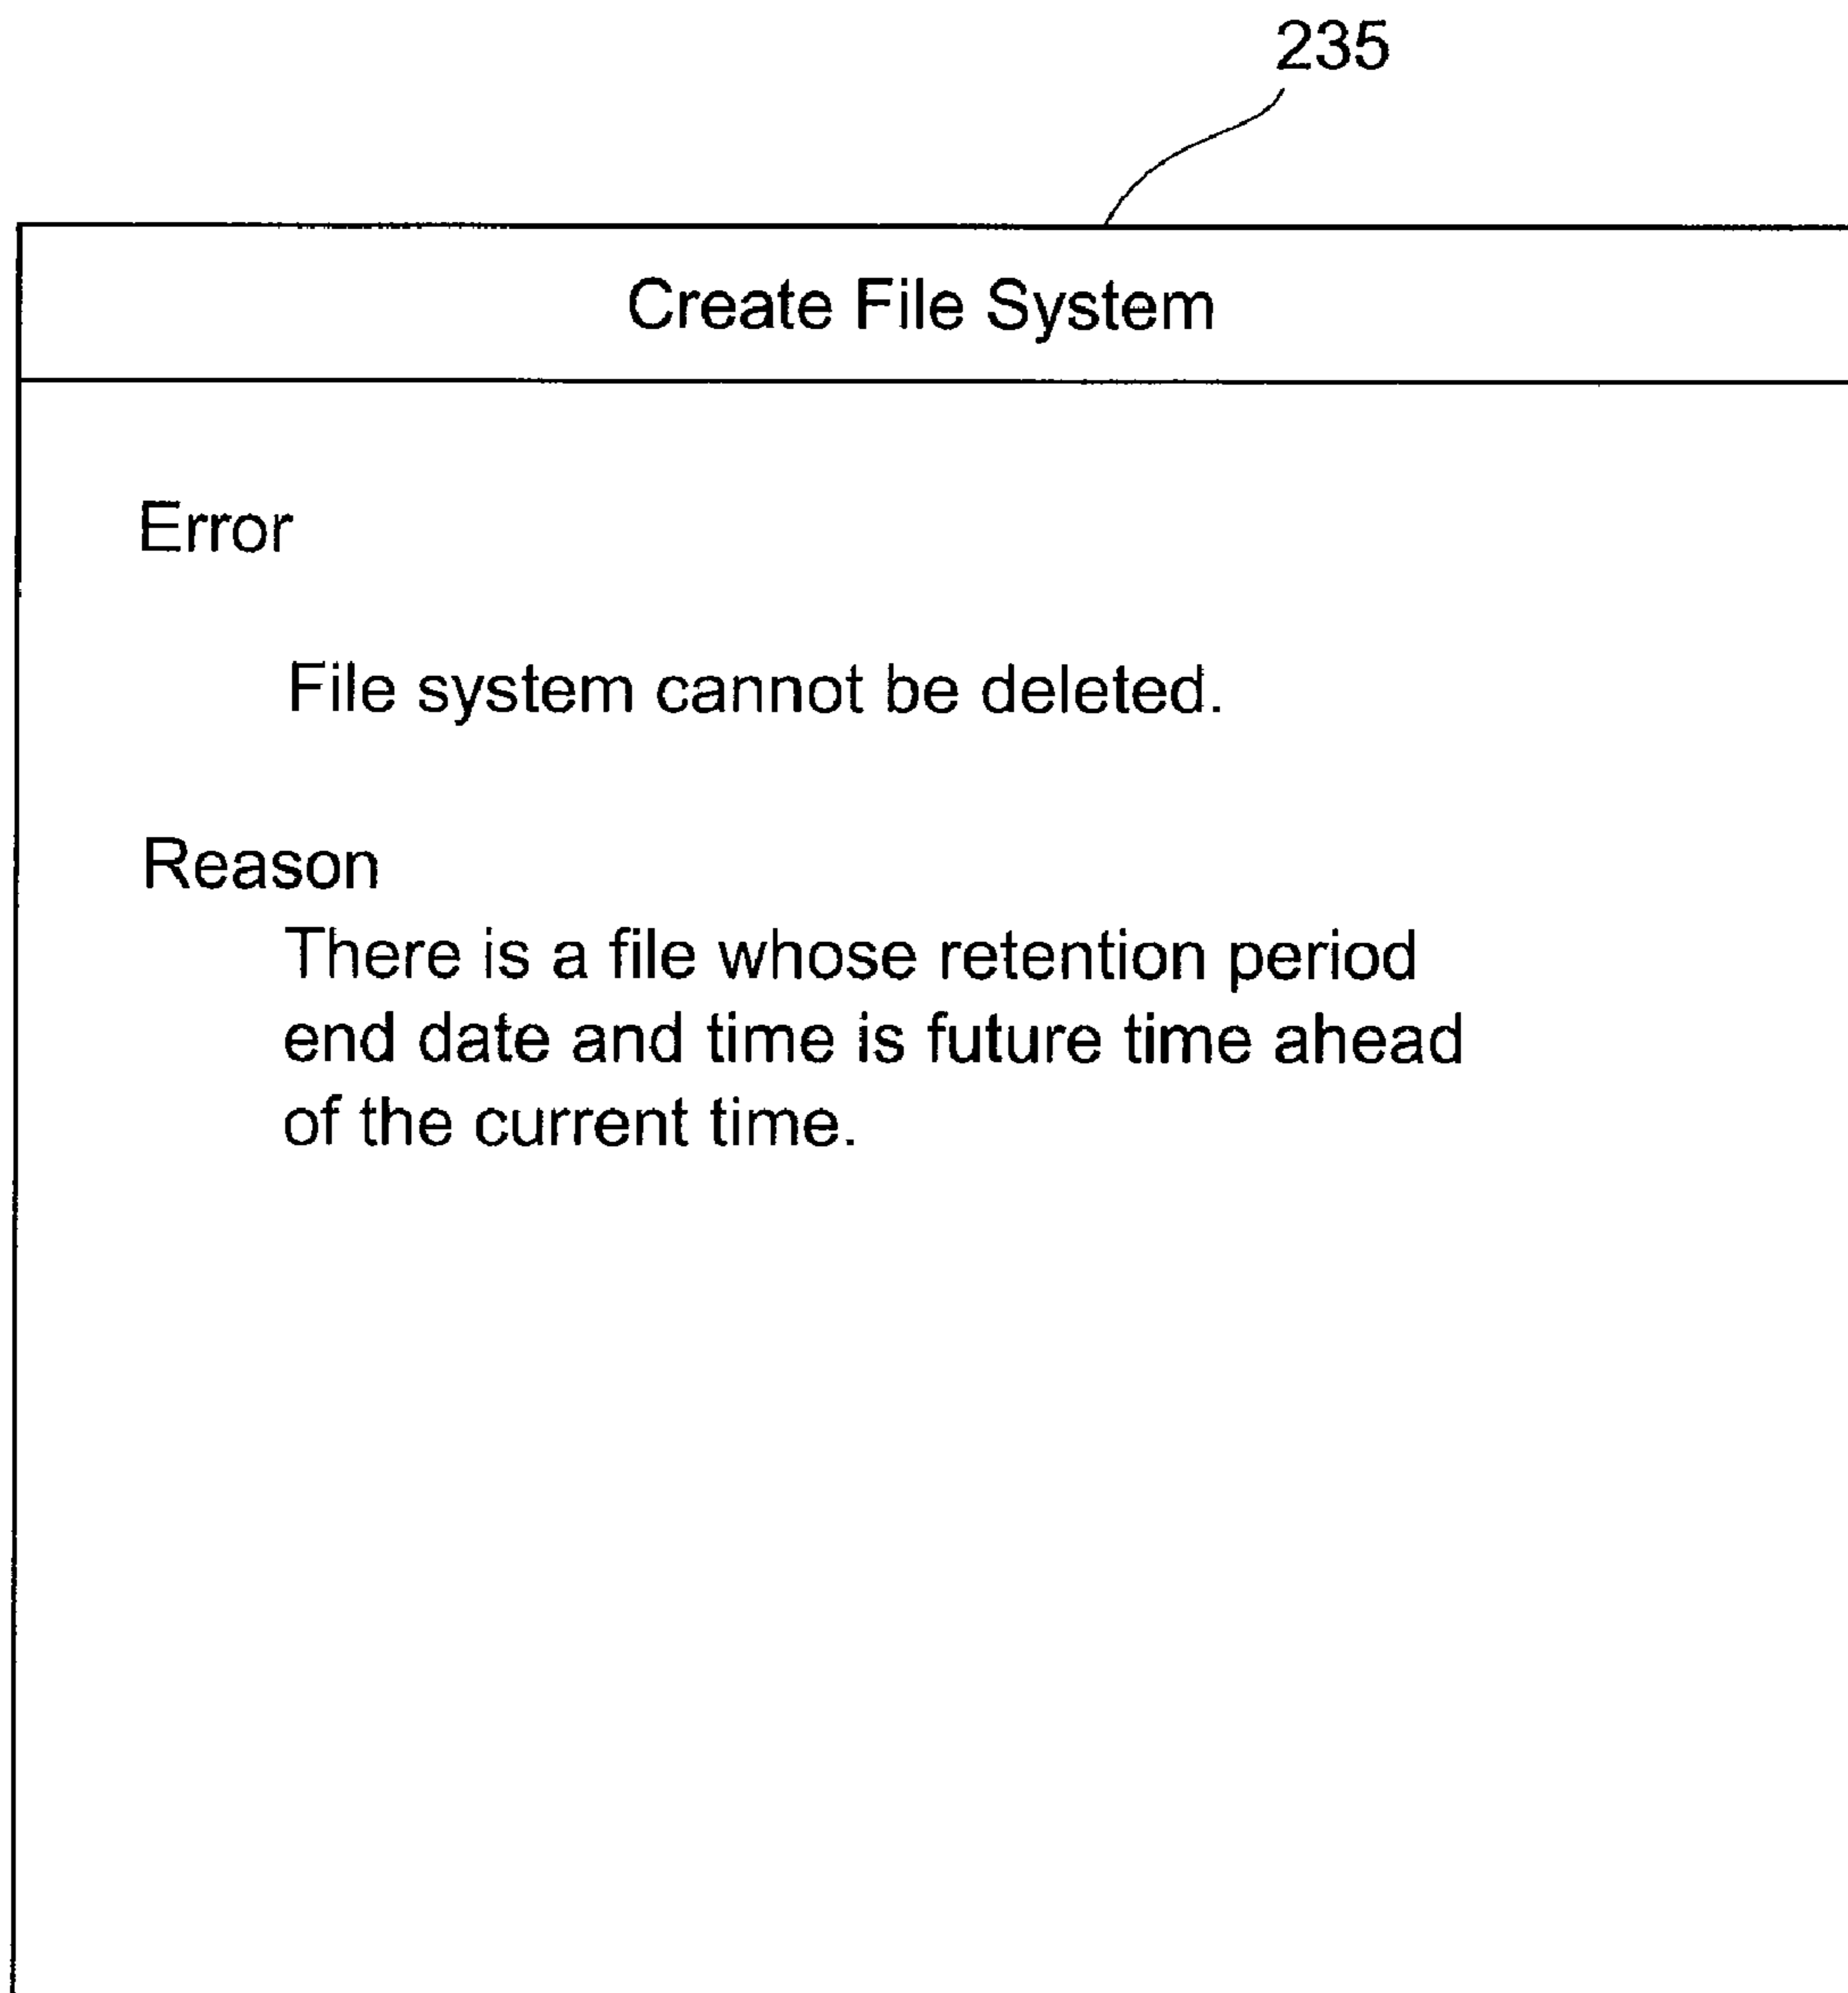 235
Create File System
Error
File system cannot be deleted.
Reason
There is a file whose retention period
end date and time is future time ahead
of the current time.